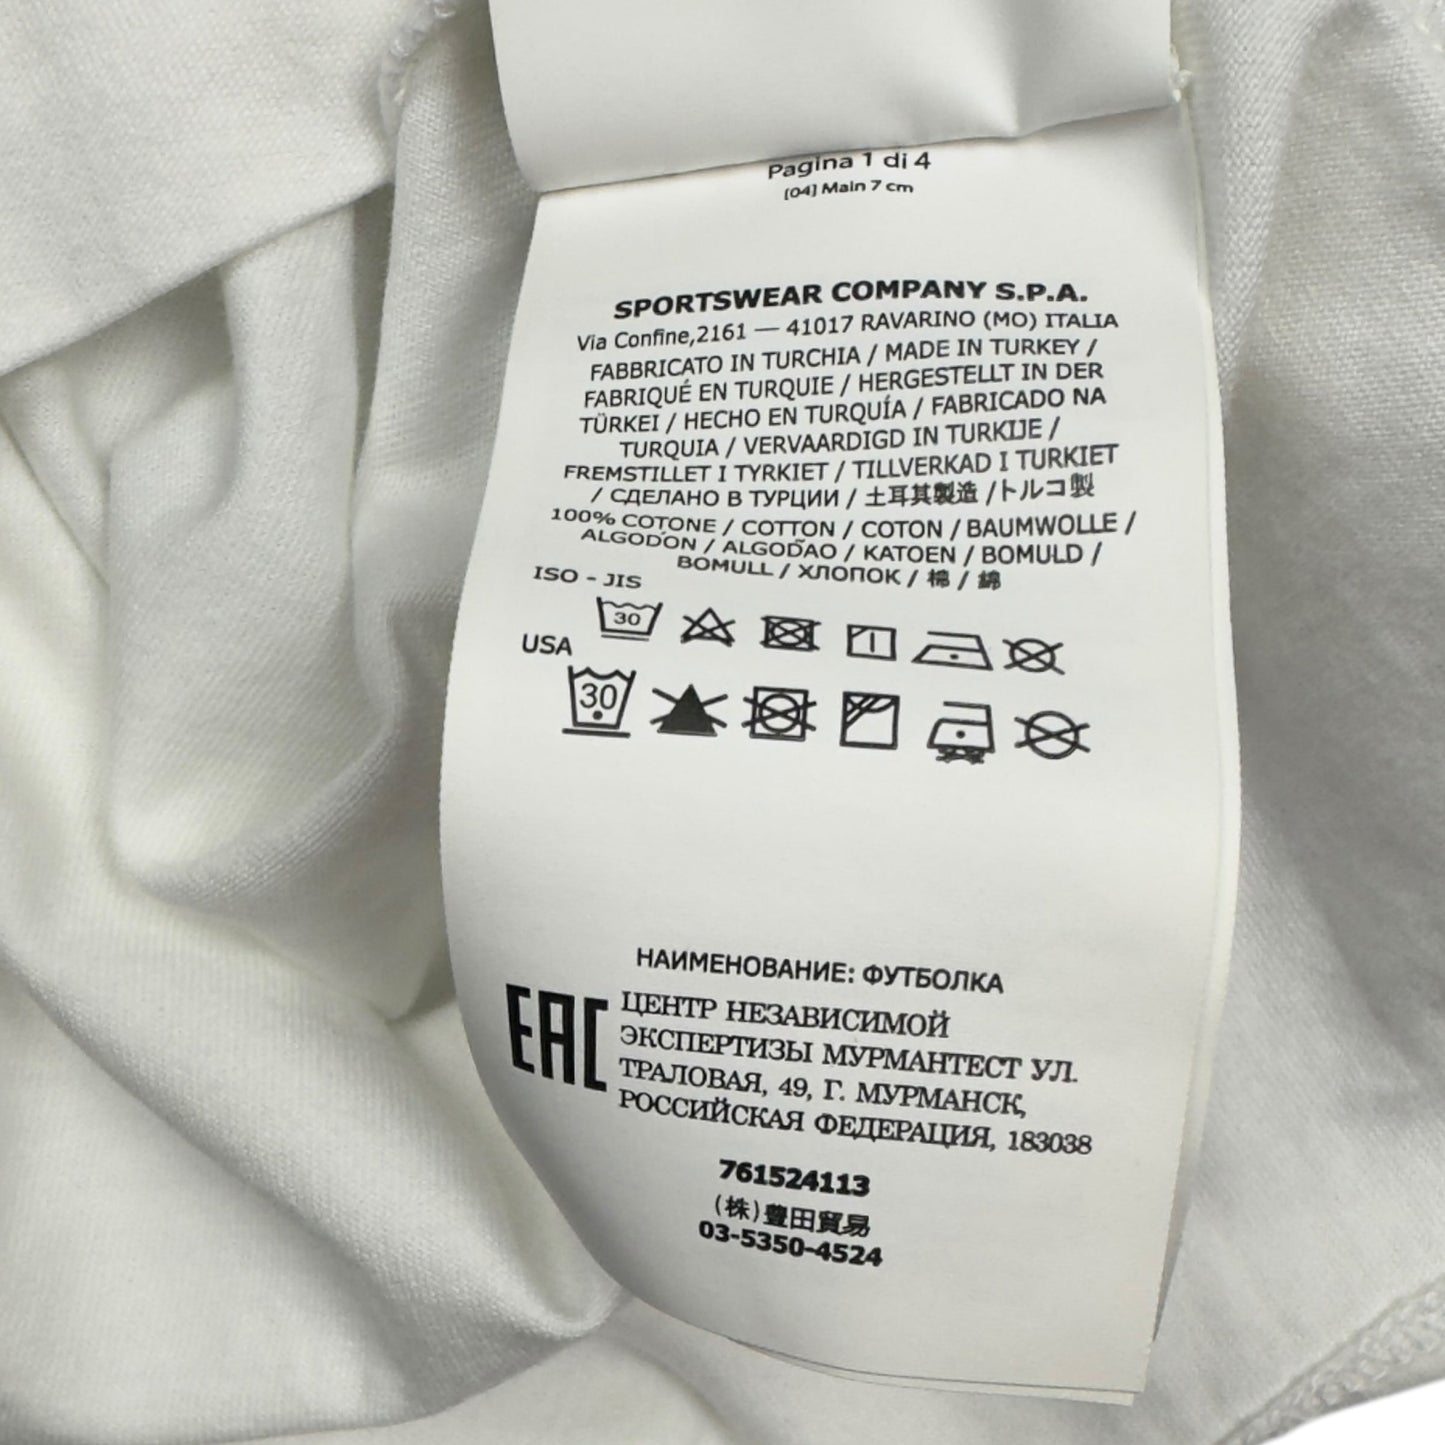 Pagina 1 di 4
[04] Main 7 cm
SPORTSWEAR COMPANY S.P.A.
Via Confine,2161 — 41017 RAVARINO (MO) ITALIA
FABBRICATO IN TURCHIA / MADE IN TURKEY /
FABRIQUÉ EN TURQUIE / HERGESTELLT IN DER
TÜRKEI / HECHO EN TURQUÍA / FABRICADO NA
TURQUIA / VERVAARDIGD IN TURKIJE /
FREMSTILLET I TYRKIET / TILLVERKAD I TURKIET
/ СДЕЛАНО В ТУРЦИИ / 土耳其製造 /トルコ製
100% COTONE / COTTON / COTON / BAUMWOLLE /
ALGODÓN / ALGODÃO / KATOEN / BOMULD /
BOMULL / ХЛОПОК / 棉 / 綿
ISO - JIS
30
USA
30
НАИМЕНОВАНИЕ: ФУТБОЛКА
EAC ЦЕНТР НЕЗАВИСИМОЙ
ЭКСПЕРТИЗЫ МУРМАНТЕСТ УЛ.
ТРАЛОВАЯ, 49, Г. МУРМАНСК,
РОССИЙСКАЯ ФЕДЕРАЦИЯ, 183038
761524113
(株)豊田貿易
03-5350-4524